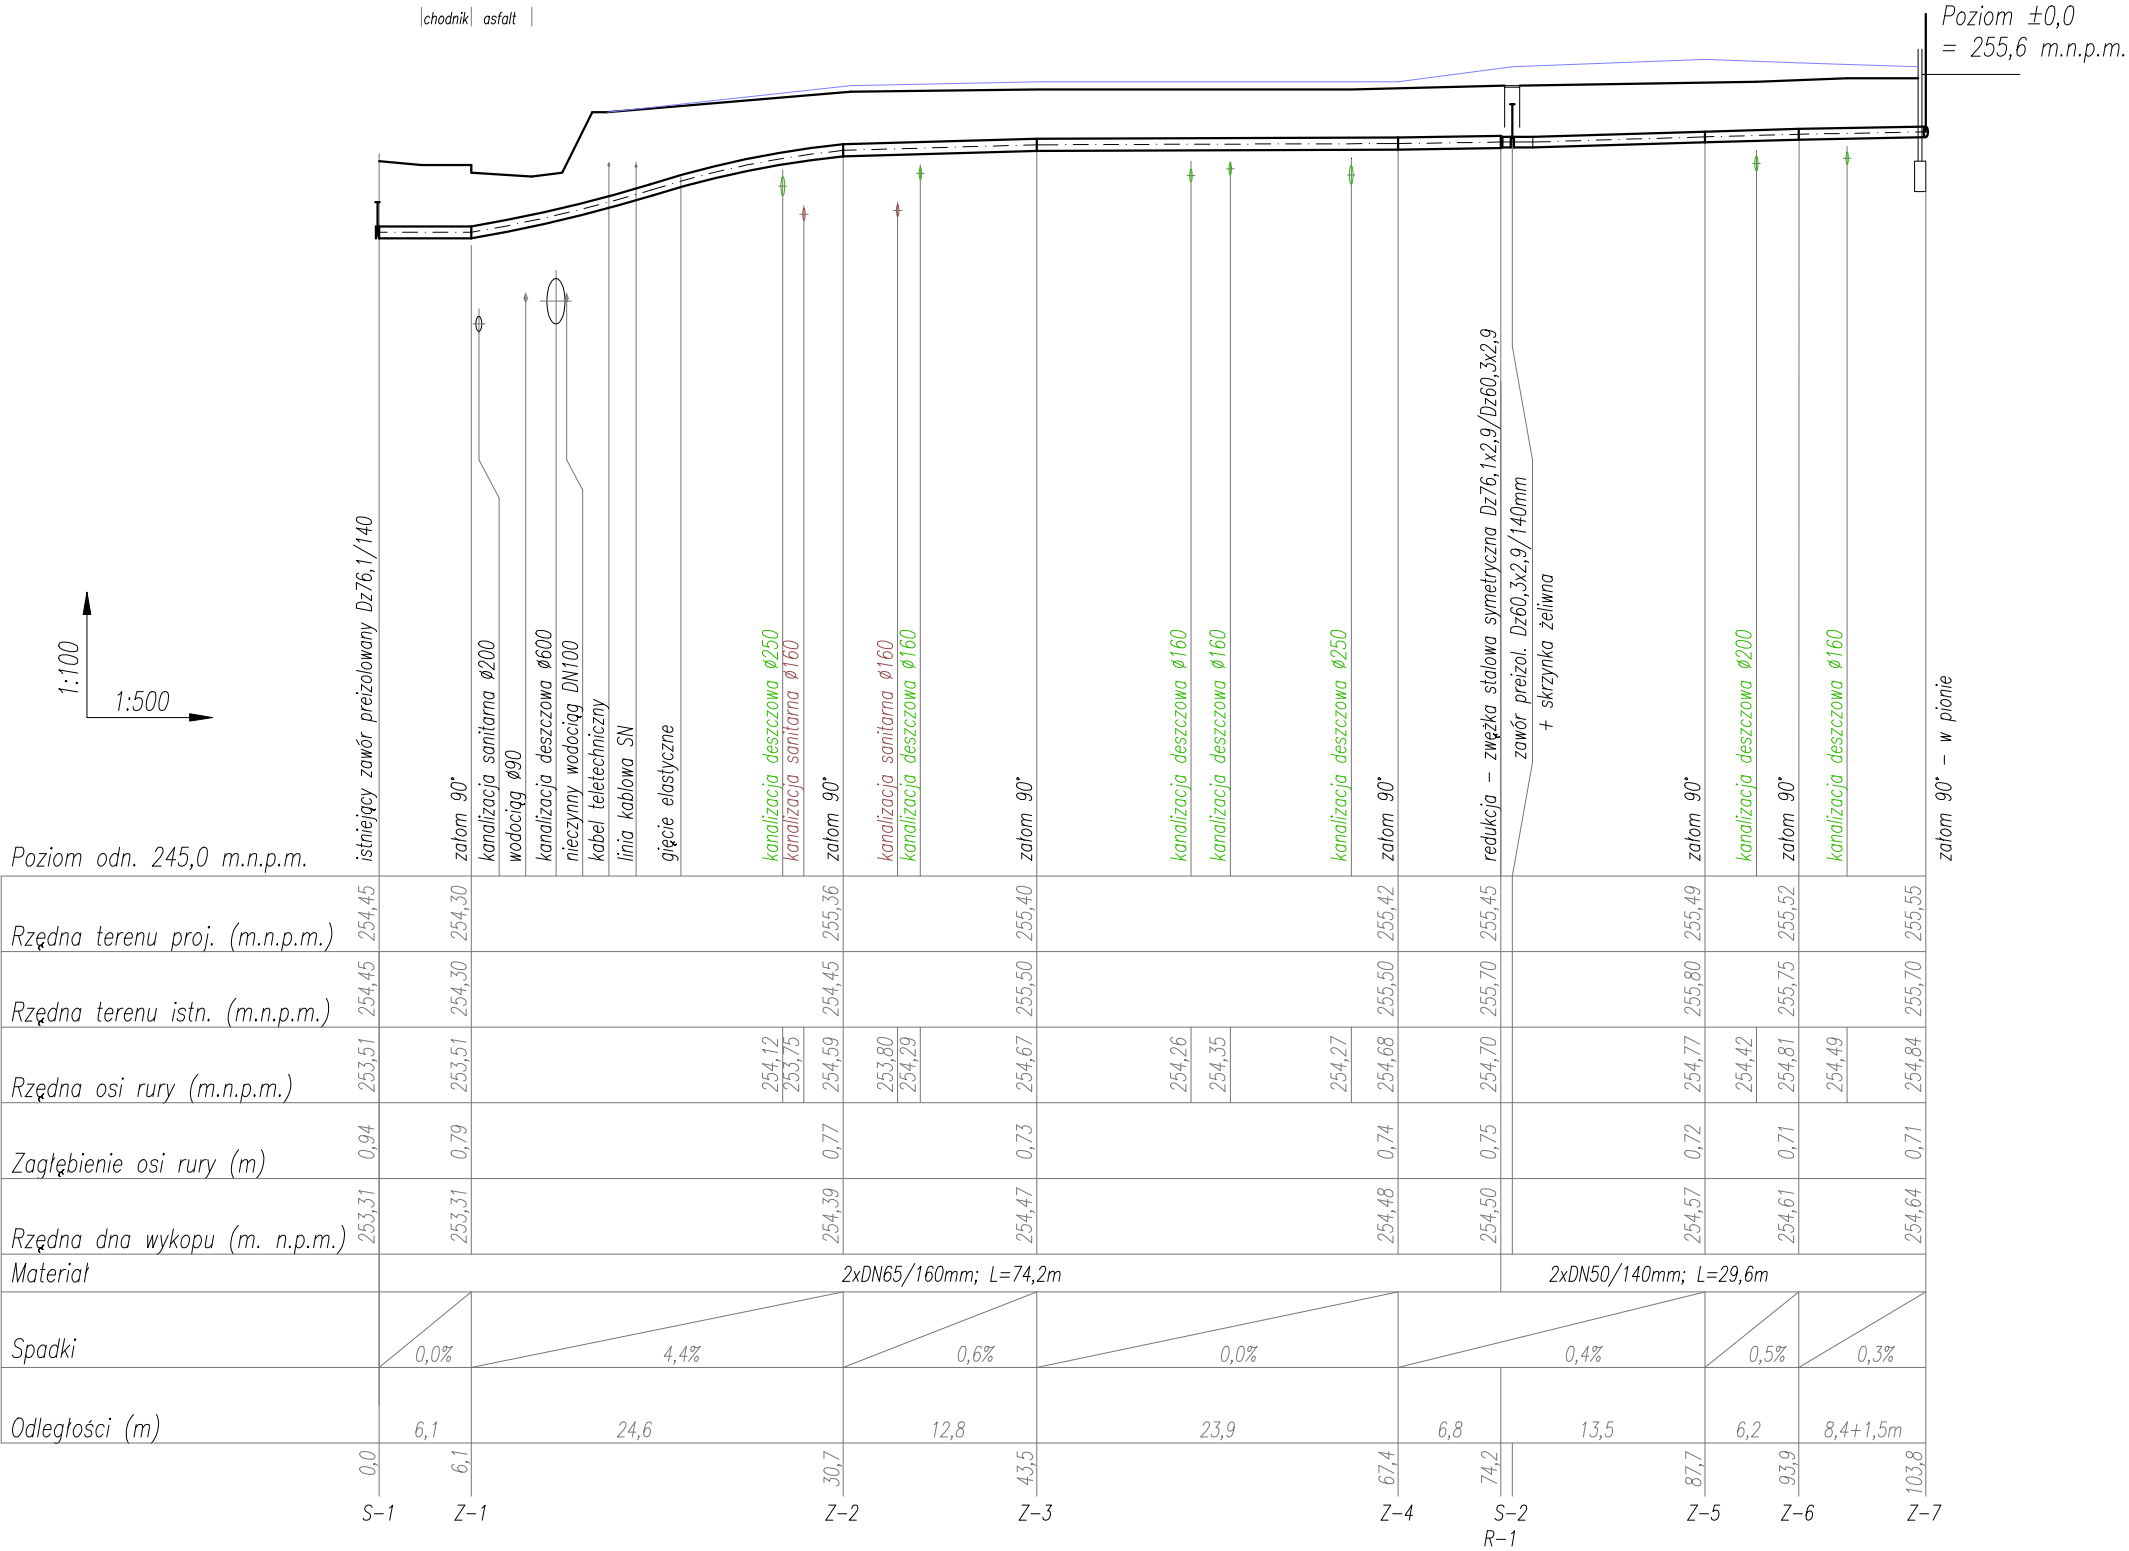 chodnik asfalt
Poziom ±0,0
= 255,6 m.n.p.m.
1:100
1:500
istniejący zawór preizolowany Dz76,1/140
załom 90°
kanalizacja sanitarna ø200
wodociąg ø90
kanalizacja deszczowa ø600
nieczynny wodociąg DN100
kabel teletechniczny
linia kablowa SN
gięcie elastyczne
kanalizacja deszczowa ø250
kanalizacja sanitarna ø160
załom 90°
kanalizacja sanitarna ø160
kanalizacja deszczowa ø160
załom 90°
kanalizacja deszczowa ø160
kanalizacja deszczowa ø160
kanalizacja deszczowa ø250
załom 90°
redukcja - zwężka stalowa symetryczna Dz76,1x2,9/Dz60,3x2,9
zawór preizol. Dz60,3x2,9/140mm
+ skrzynka żeliwna
załom 90°
kanalizacja deszczowa ø200
załom 90°
kanalizacja deszczowa ø160
załom 90° - w pionie
Poziom odn. 245,0 m.n.p.m.
Rzędna terenu proj. (m.n.p.m.) 254,45 254,30 255,36 255,40 255,42 255,45 255,49 255,52 255,55
Rzędna terenu istn. (m.n.p.m.) 254,45 254,30 254,45 255,50 255,50 255,70 255,80 255,75 255,70
Rzędna osi rury (m.n.p.m.) 253,51 253,51 254,12 253,75 254,59 253,80 254,29 254,67 254,26 254,35 254,27 254,68 254,70 254,77 254,42 254,81 254,49 254,84
Zagłębienie osi rury (m) 0,94 0,79 0,77 0,73 0,74 0,75 0,72 0,71 0,71
Rzędna dna wykopu (m. n.p.m.) 253,31 253,31 254,39 254,47 254,48 254,50 254,57 254,61 254,64
Materiał 2xDN65/160mm; L=74,2m 2xDN50/140mm; L=29,6m
Spadki 0,0% 4,4% 0,6% 0,0% 0,4% 0,5% 0,3%
Odległości (m) 6,1 24,6 12,8 23,9 6,8 13,5 6,2 8,4+1,5m
0,0 6,1 30,7 43,5 67,4 74,2 87,7 93,9 103,8
S-1 Z-1 Z-2 Z-3 Z-4 S-2 Z-5 Z-6 Z-7
R-1